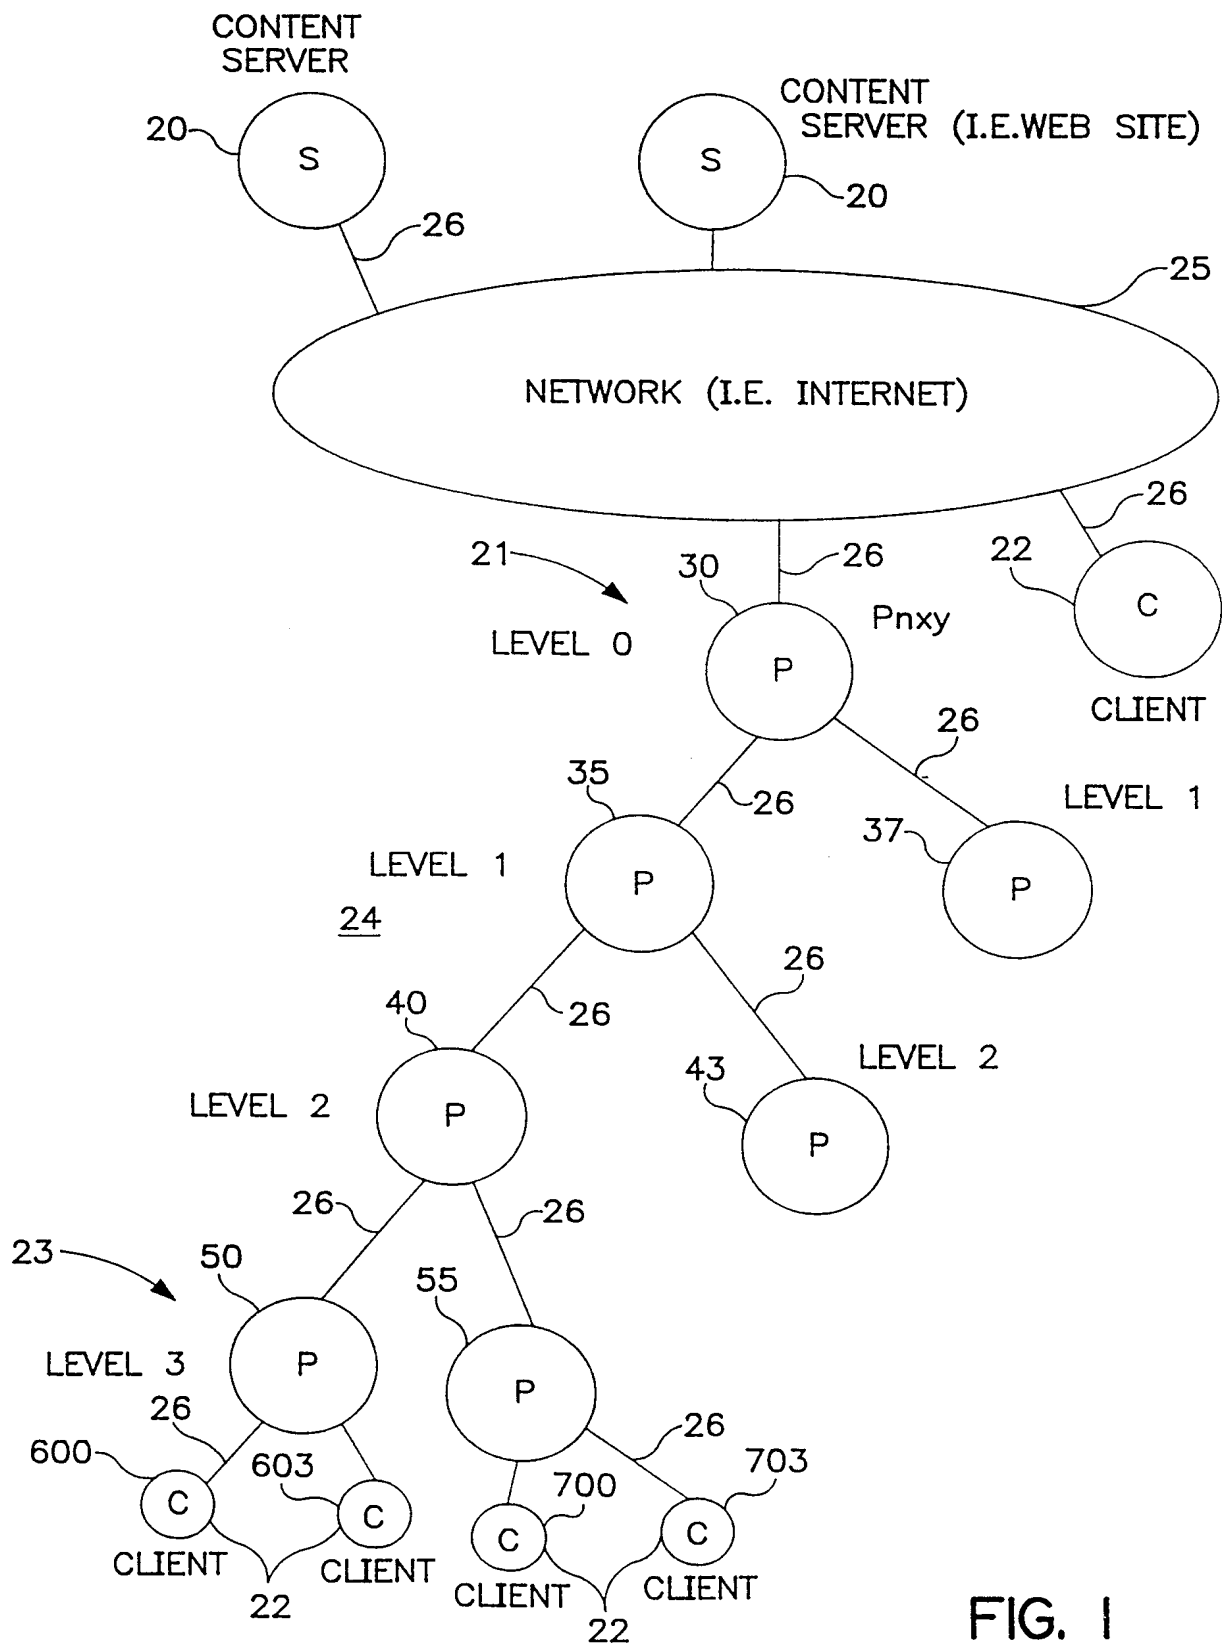 CONTENT
SERVER
CONTENT
SERVER (I.E.WEB SITE)
20
S
S
20
26
25
NETWORK (I.E. INTERNET)
26
21
26
22
30
C
Pnxy
LEVEL 0
P
CLIENT
26
35
26
LEVEL 1
37
LEVEL 1
P
P
24
26
40
26
LEVEL 2
43
LEVEL 2
P
P
26
26
23
50
55
LEVEL 3
P
P
26
26
600
603
703
700
C
C
C
C
CLIENT
CLIENT
CLIENT
CLIENT
22
22
FIG. 1